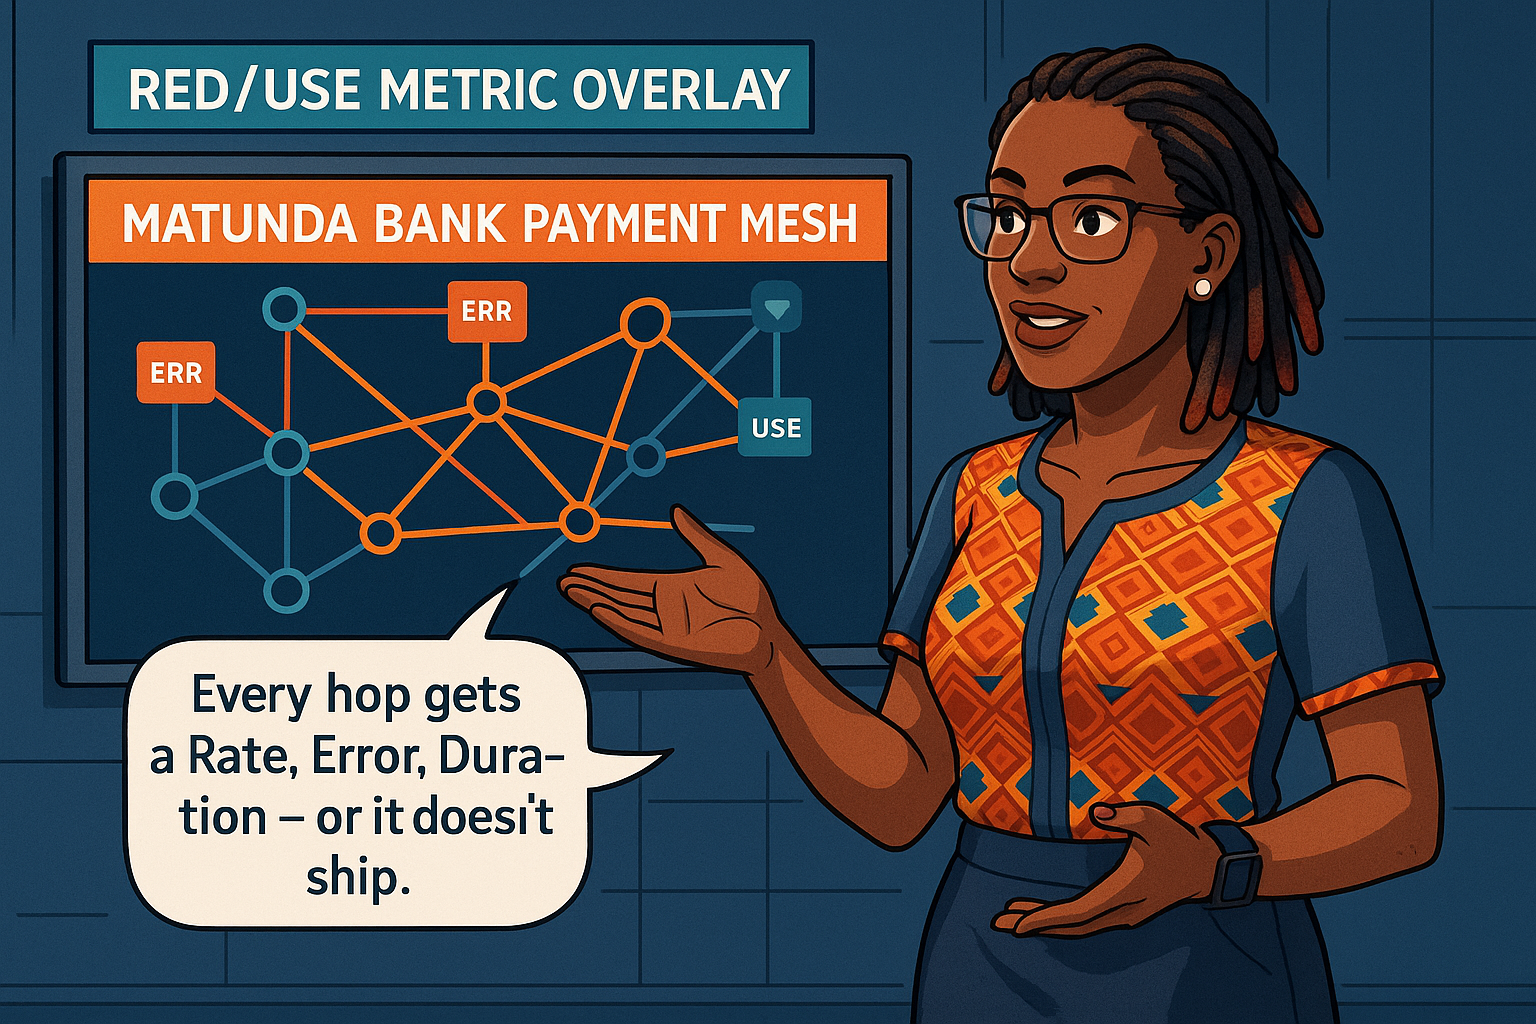 RED/USE METRIC OVERLAY
MATUNDA BANK PAYMENT MESH
ERR
ERR
USE
Every hop gets
a Rate, Error, Dura-
tion – or it doesi't
ship.